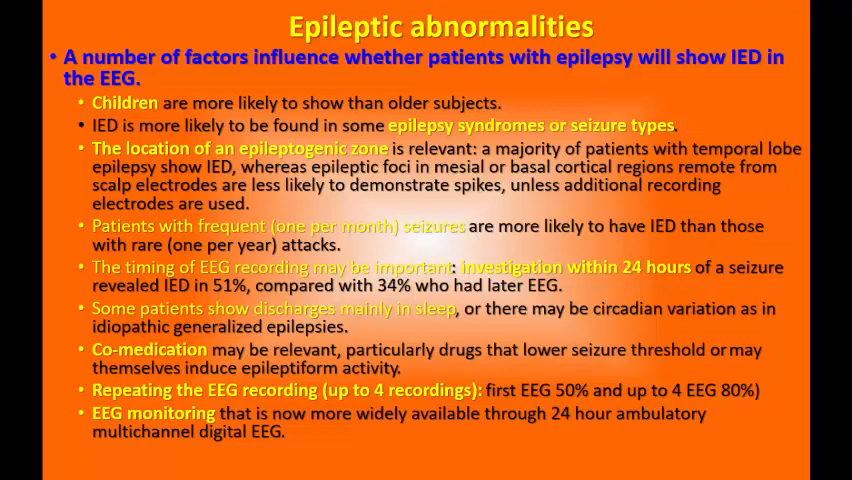 Epileptic abnormalities
• A number of factors influence whether patients with epilepsy will show IED in
the EEG.
• Children are more likely to show than older subjects.
• IED is more likely to be found in some epilepsy syndromes or seizure types.
• The location of an epileptogenic zone is relevant: a majority of patients with temporal lobe
epilepsy show IED, whereas epileptic foci in mesial or basal cortical regions remote from
scalp electrodes are less likely to demonstrate spikes, unless additional recording
electrodes are used.
• Patients with frequent (one per month) seizures are more likely to have IED than those
with rare (one per year) attacks.
• The timing of EEG recording may be important: investigation within 24 hours of a seizure
revealed IED in 51%, compared with 34% who had later EEG.
• Some patients show discharges mainly in sleep, or there may be circadian variation as in
idiopathic generalized epilepsies.
• Co-medication may be relevant, particularly drugs that lower seizure threshold or may
themselves induce epileptiform activity.
• Repeating the EEG recording (up to 4 recordings): first EEG 50% and up to 4 EEG 80%)
• EEG monitoring that is now more widely available through 24 hour ambulatory
multichannel digital EEG.